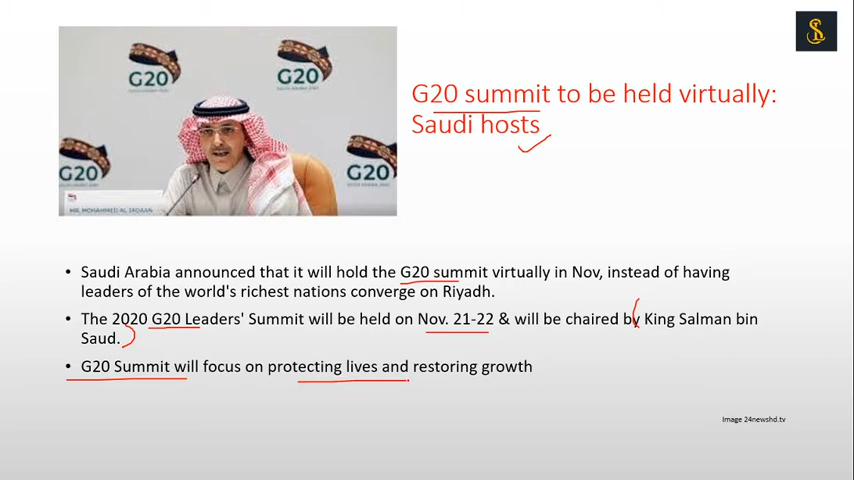 G20
G20
G20
G20
MR. MOHAMMED AL JADAAN
G20 summit to be held virtually:
Saudi hosts
• Saudi Arabia announced that it will hold the G20 summit virtually in Nov, instead of having
leaders of the world's richest nations converge on Riyadh.
• The 2020 G20 Leaders' Summit will be held on Nov. 21-22 & will be chaired by King Salman bin
Saud.
• G20 Summit will focus on protecting lives and restoring growth
Image 24newshd.tv